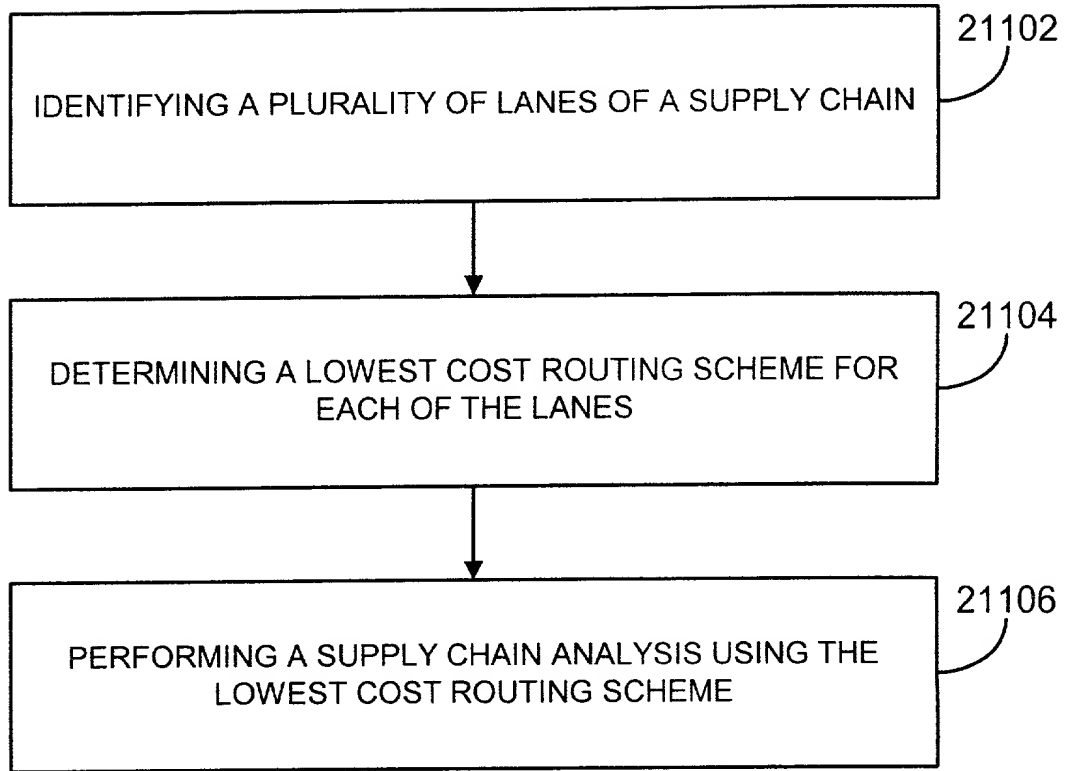 21102
IDENTIFYING A PLURALITY OF LANES OF A SUPPLY CHAIN
21104
DETERMINING A LOWEST COST ROUTING SCHEME FOR
EACH OF THE LANES
21106
PERFORMING A SUPPLY CHAIN ANALYSIS USING THE
LOWEST COST ROUTING SCHEME